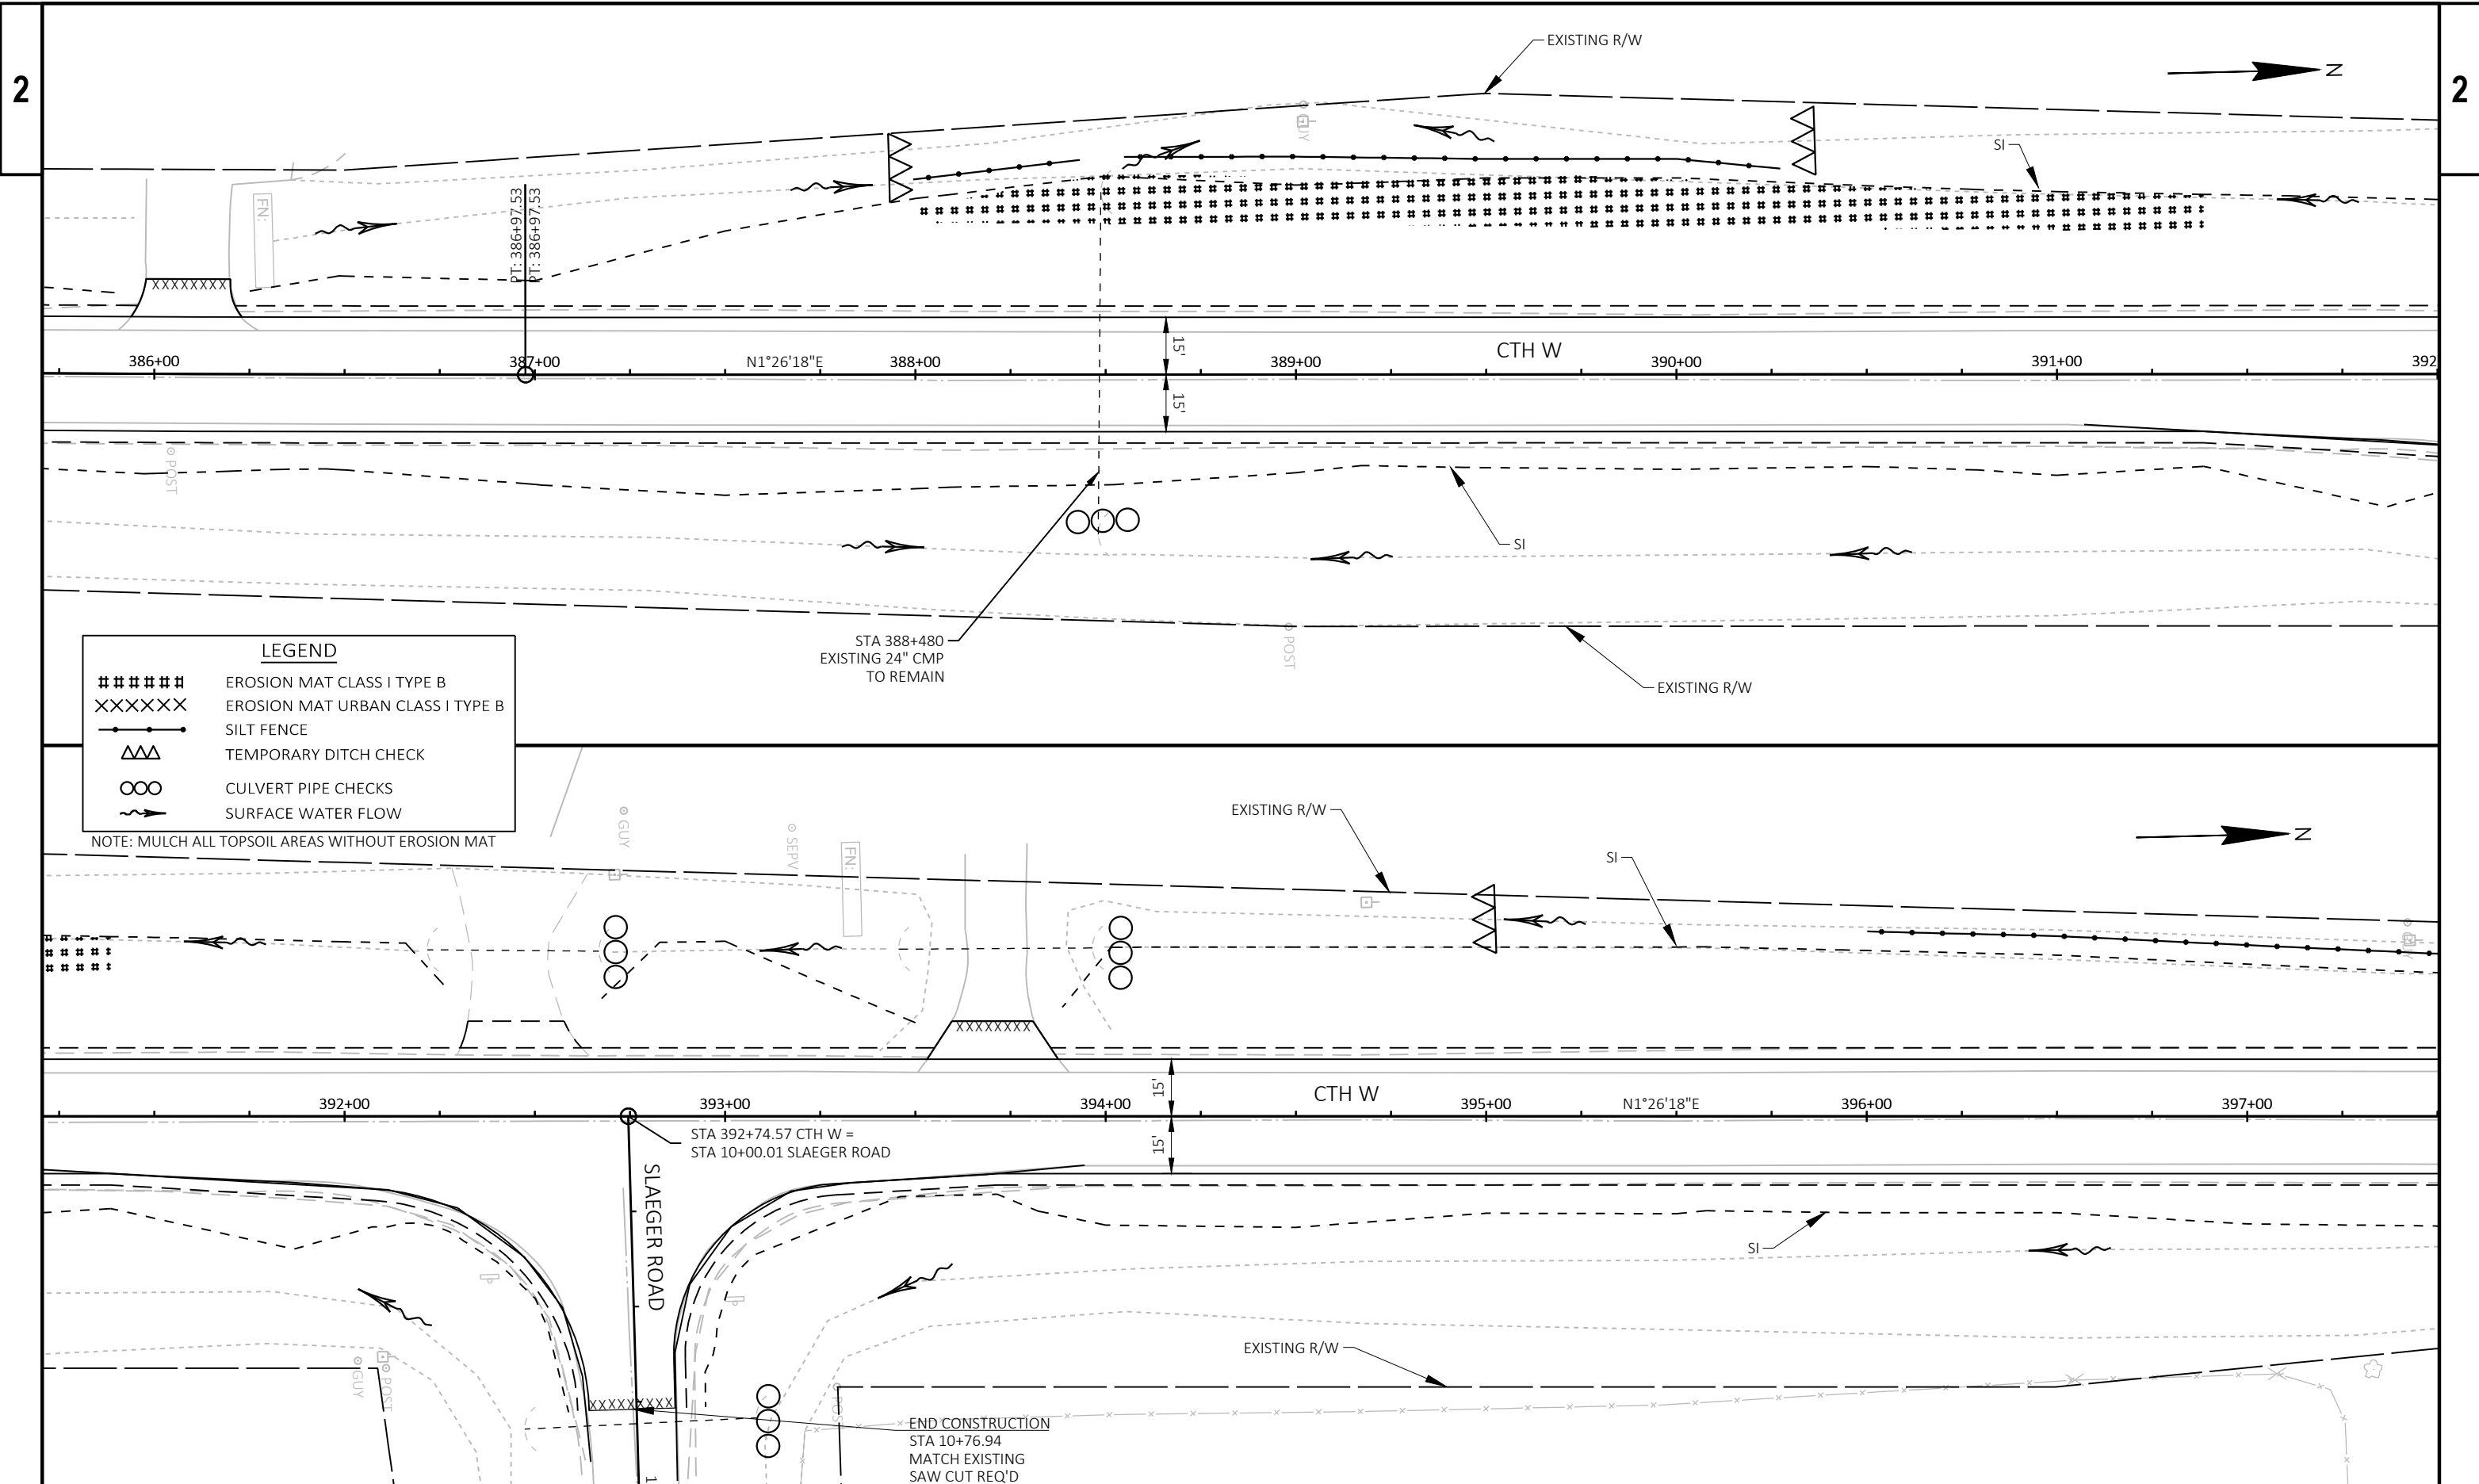 2
2
EXISTING R/W
N
GUY
SI
FN:
PT: 386+97.53
PT: 386+97.53
XXXXXXXX
15'
CTH W
386+00
387+00
N1°26'18"E
388+00
389+00
390+00
391+00
392
15'
POST
SI
STA 388+480
EXISTING 24" CMP
TO REMAIN
POST
EXISTING R/W
LEGEND
EROSION MAT CLASS I TYPE B
XXXXXX EROSION MAT URBAN CLASS I TYPE B
SILT FENCE
TEMPORARY DITCH CHECK
CULVERT PIPE CHECKS
SURFACE WATER FLOW
NOTE: MULCH ALL TOPSOIL AREAS WITHOUT EROSION MAT
GUY
SEPV
FN:
EXISTING R/W
SI
N
XXXXXXXX
15'
CTH W
392+00
393+00
394+00
395+00
N1°26'18"E
396+00
397+00
STA 392+74.57 CTH W =
STA 10+00.01 SLAEGER ROAD
15'
SLAEGER ROAD
SI
EXISTING R/W
GUY
POST
XXXXXXXXX
END CONSTRUCTION
STA 10+76.94
MATCH EXISTING
SAW CUT REQ'D
1